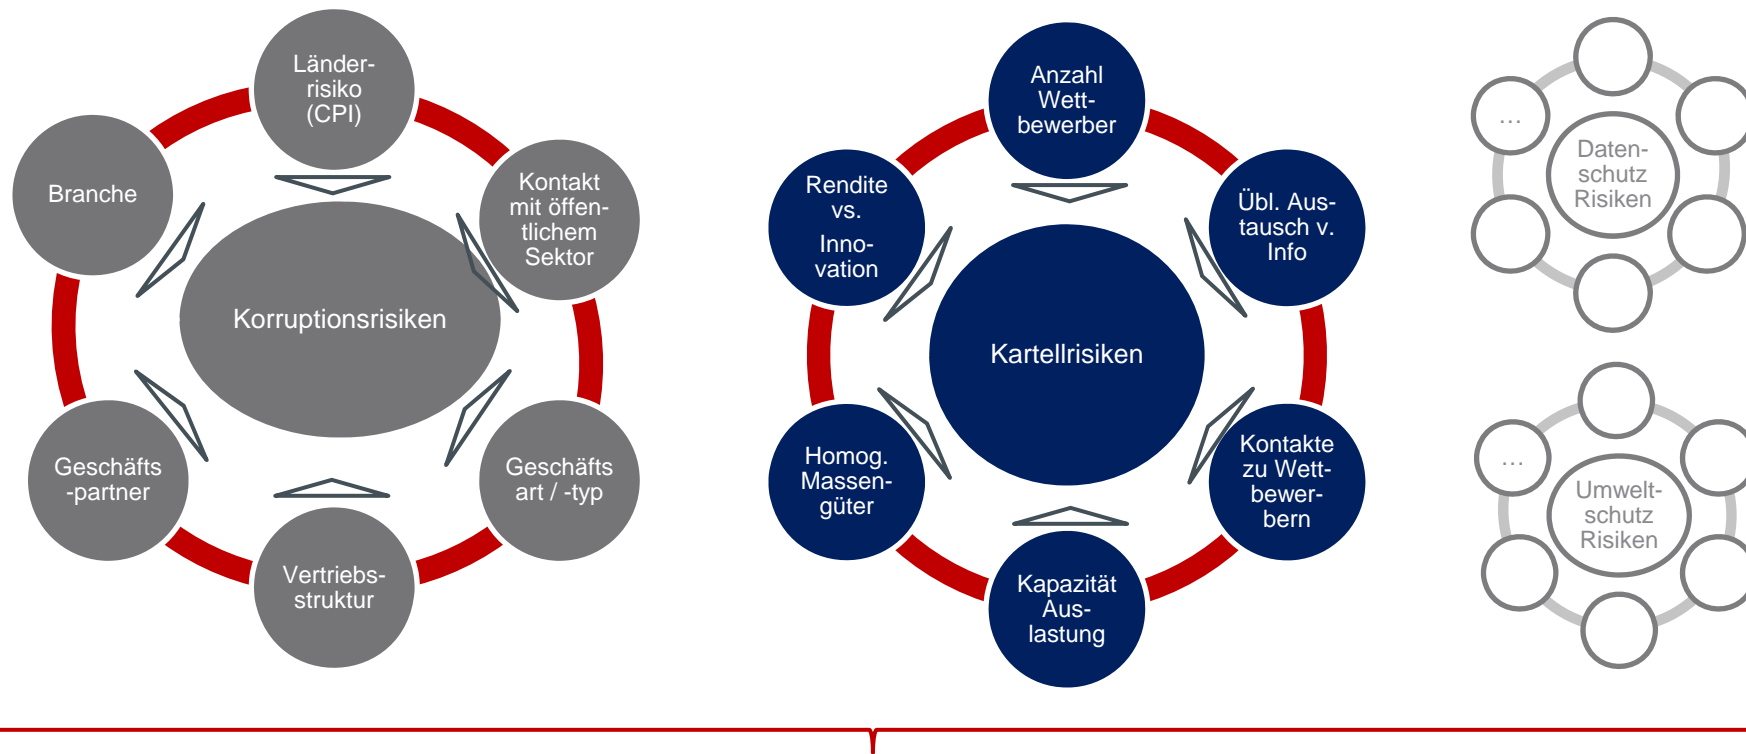 Länder-
risiko
(CPI)
Kontakt
mit öffen-
tlichem
Sektor
Geschäfts
art / -typ
Vertriebs-
struktur
Geschäfts
-partner
Branche
Korruptionsrisiken
Anzahl
Wett-
bewerber
Übl. Aus-
tausch v.
Info
Kontakte
zu Wett-
bewer-
bern
Kapazität
Aus-
lastung
Homog.
Massen-
güter
Rendite
vs.
Inno-
vation
Kartellrisiken
...
Daten-
schutz
Risiken
...
Umwelt-
schutz
Risiken